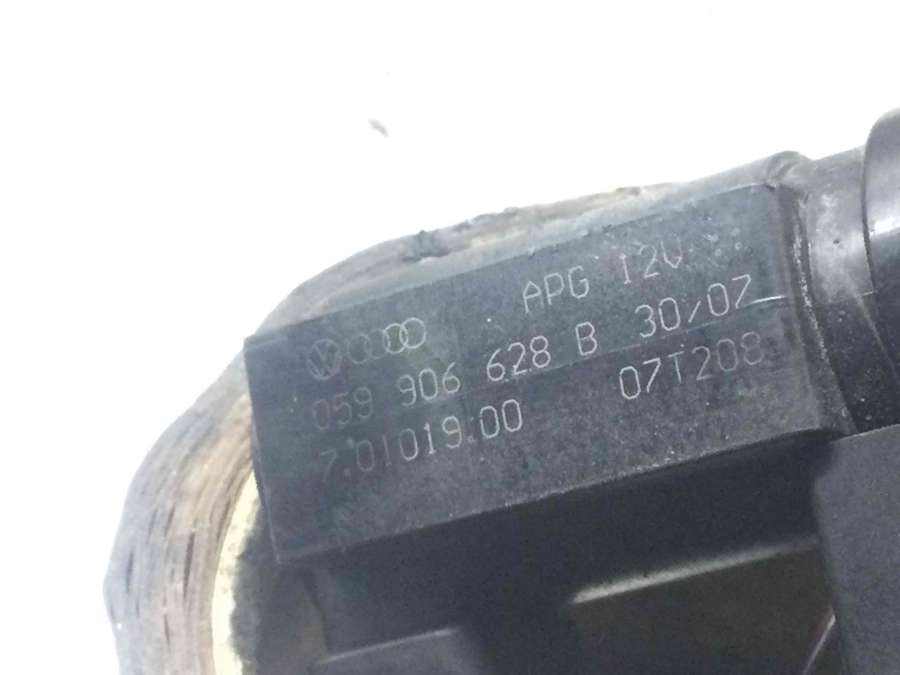 APG 12V
059 906 628 B 30/07
7.01019.00 07T208